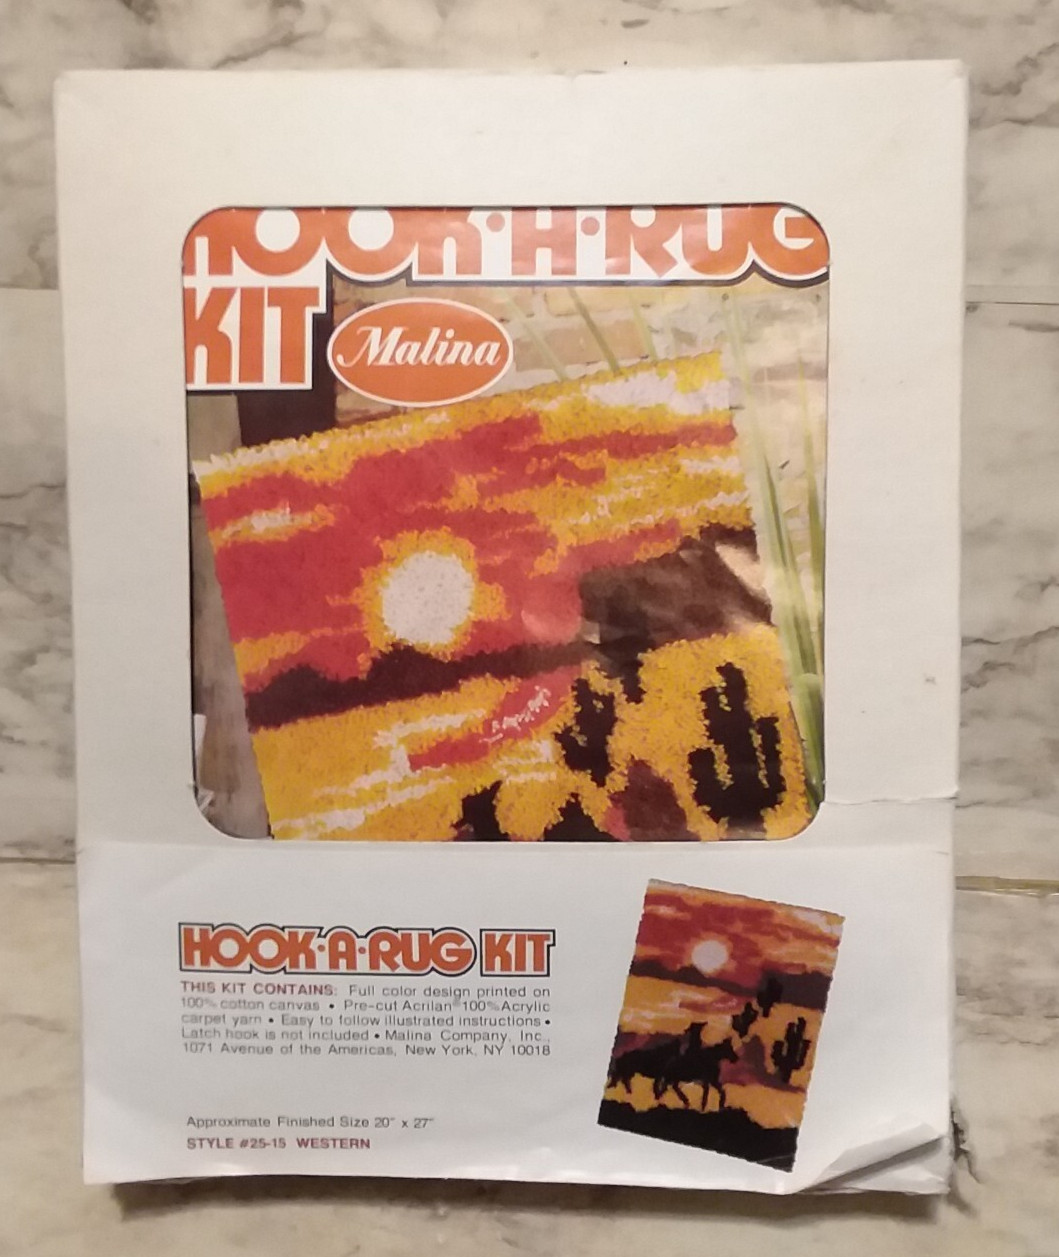 HOOK·A·RUG
KIT
Malina
HOOK·A·RUG KIT
THIS KIT CONTAINS: Full color design printed on
100% cotton canvas • Pre-cut Acrilan® 100% Acrylic
carpet yarn • Easy to follow illustrated instructions •
Latch hook is not included • Malina Company, Inc.,
1071 Avenue of the Americas, New York, NY 10018
Approximate Finished Size 20" x 27"
STYLE #25-15 WESTERN